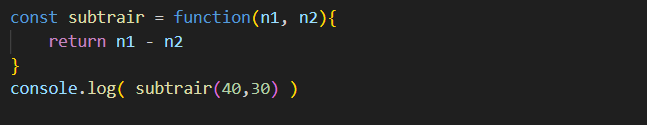 const subtrair = function(n1, n2){
    return n1 - n2
}
console.log( subtrair(40,30) )